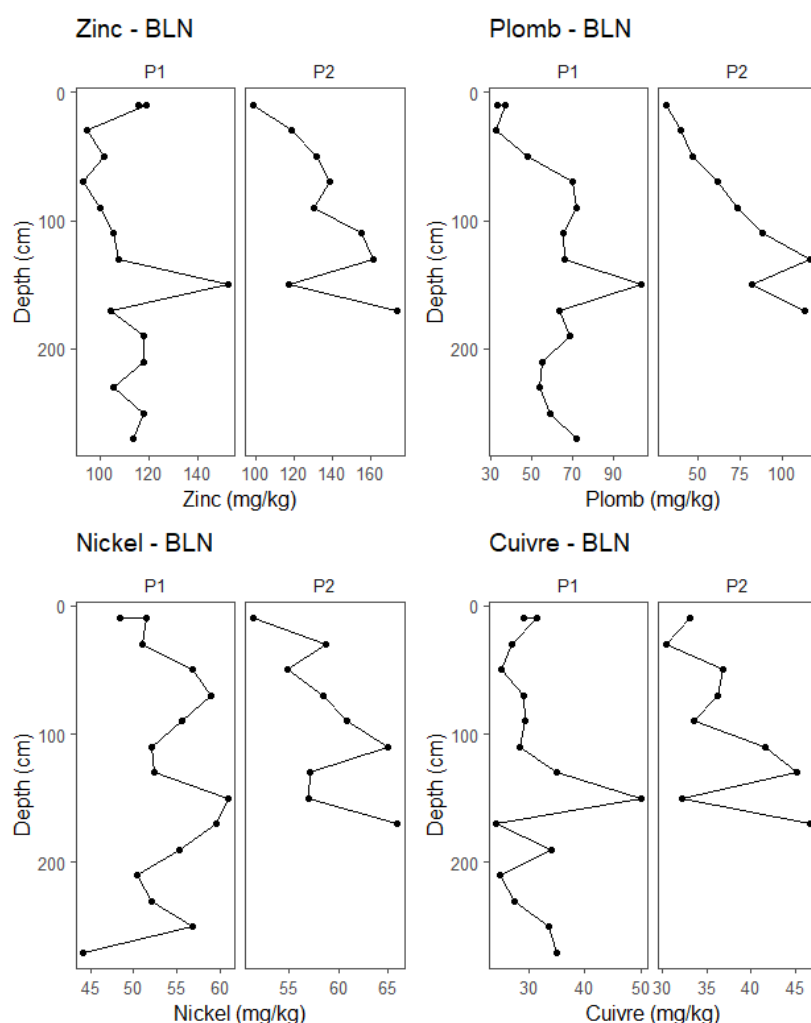 Zinc - BLN
P1
P2
0
100
200
Depth (cm)
100
120
140
100
120
140
160
Zinc (mg/kg)
Plomb - BLN
P1
P2
0
100
200
Depth (cm)
30
50
70
90
50
75
100
Plomb (mg/kg)
Nickel - BLN
P1
P2
0
100
200
Depth (cm)
45
50
55
60
55
60
65
Nickel (mg/kg)
Cuivre - BLN
P1
P2
0
100
200
Depth (cm)
30
40
50
30
35
40
45
Cuivre (mg/kg)